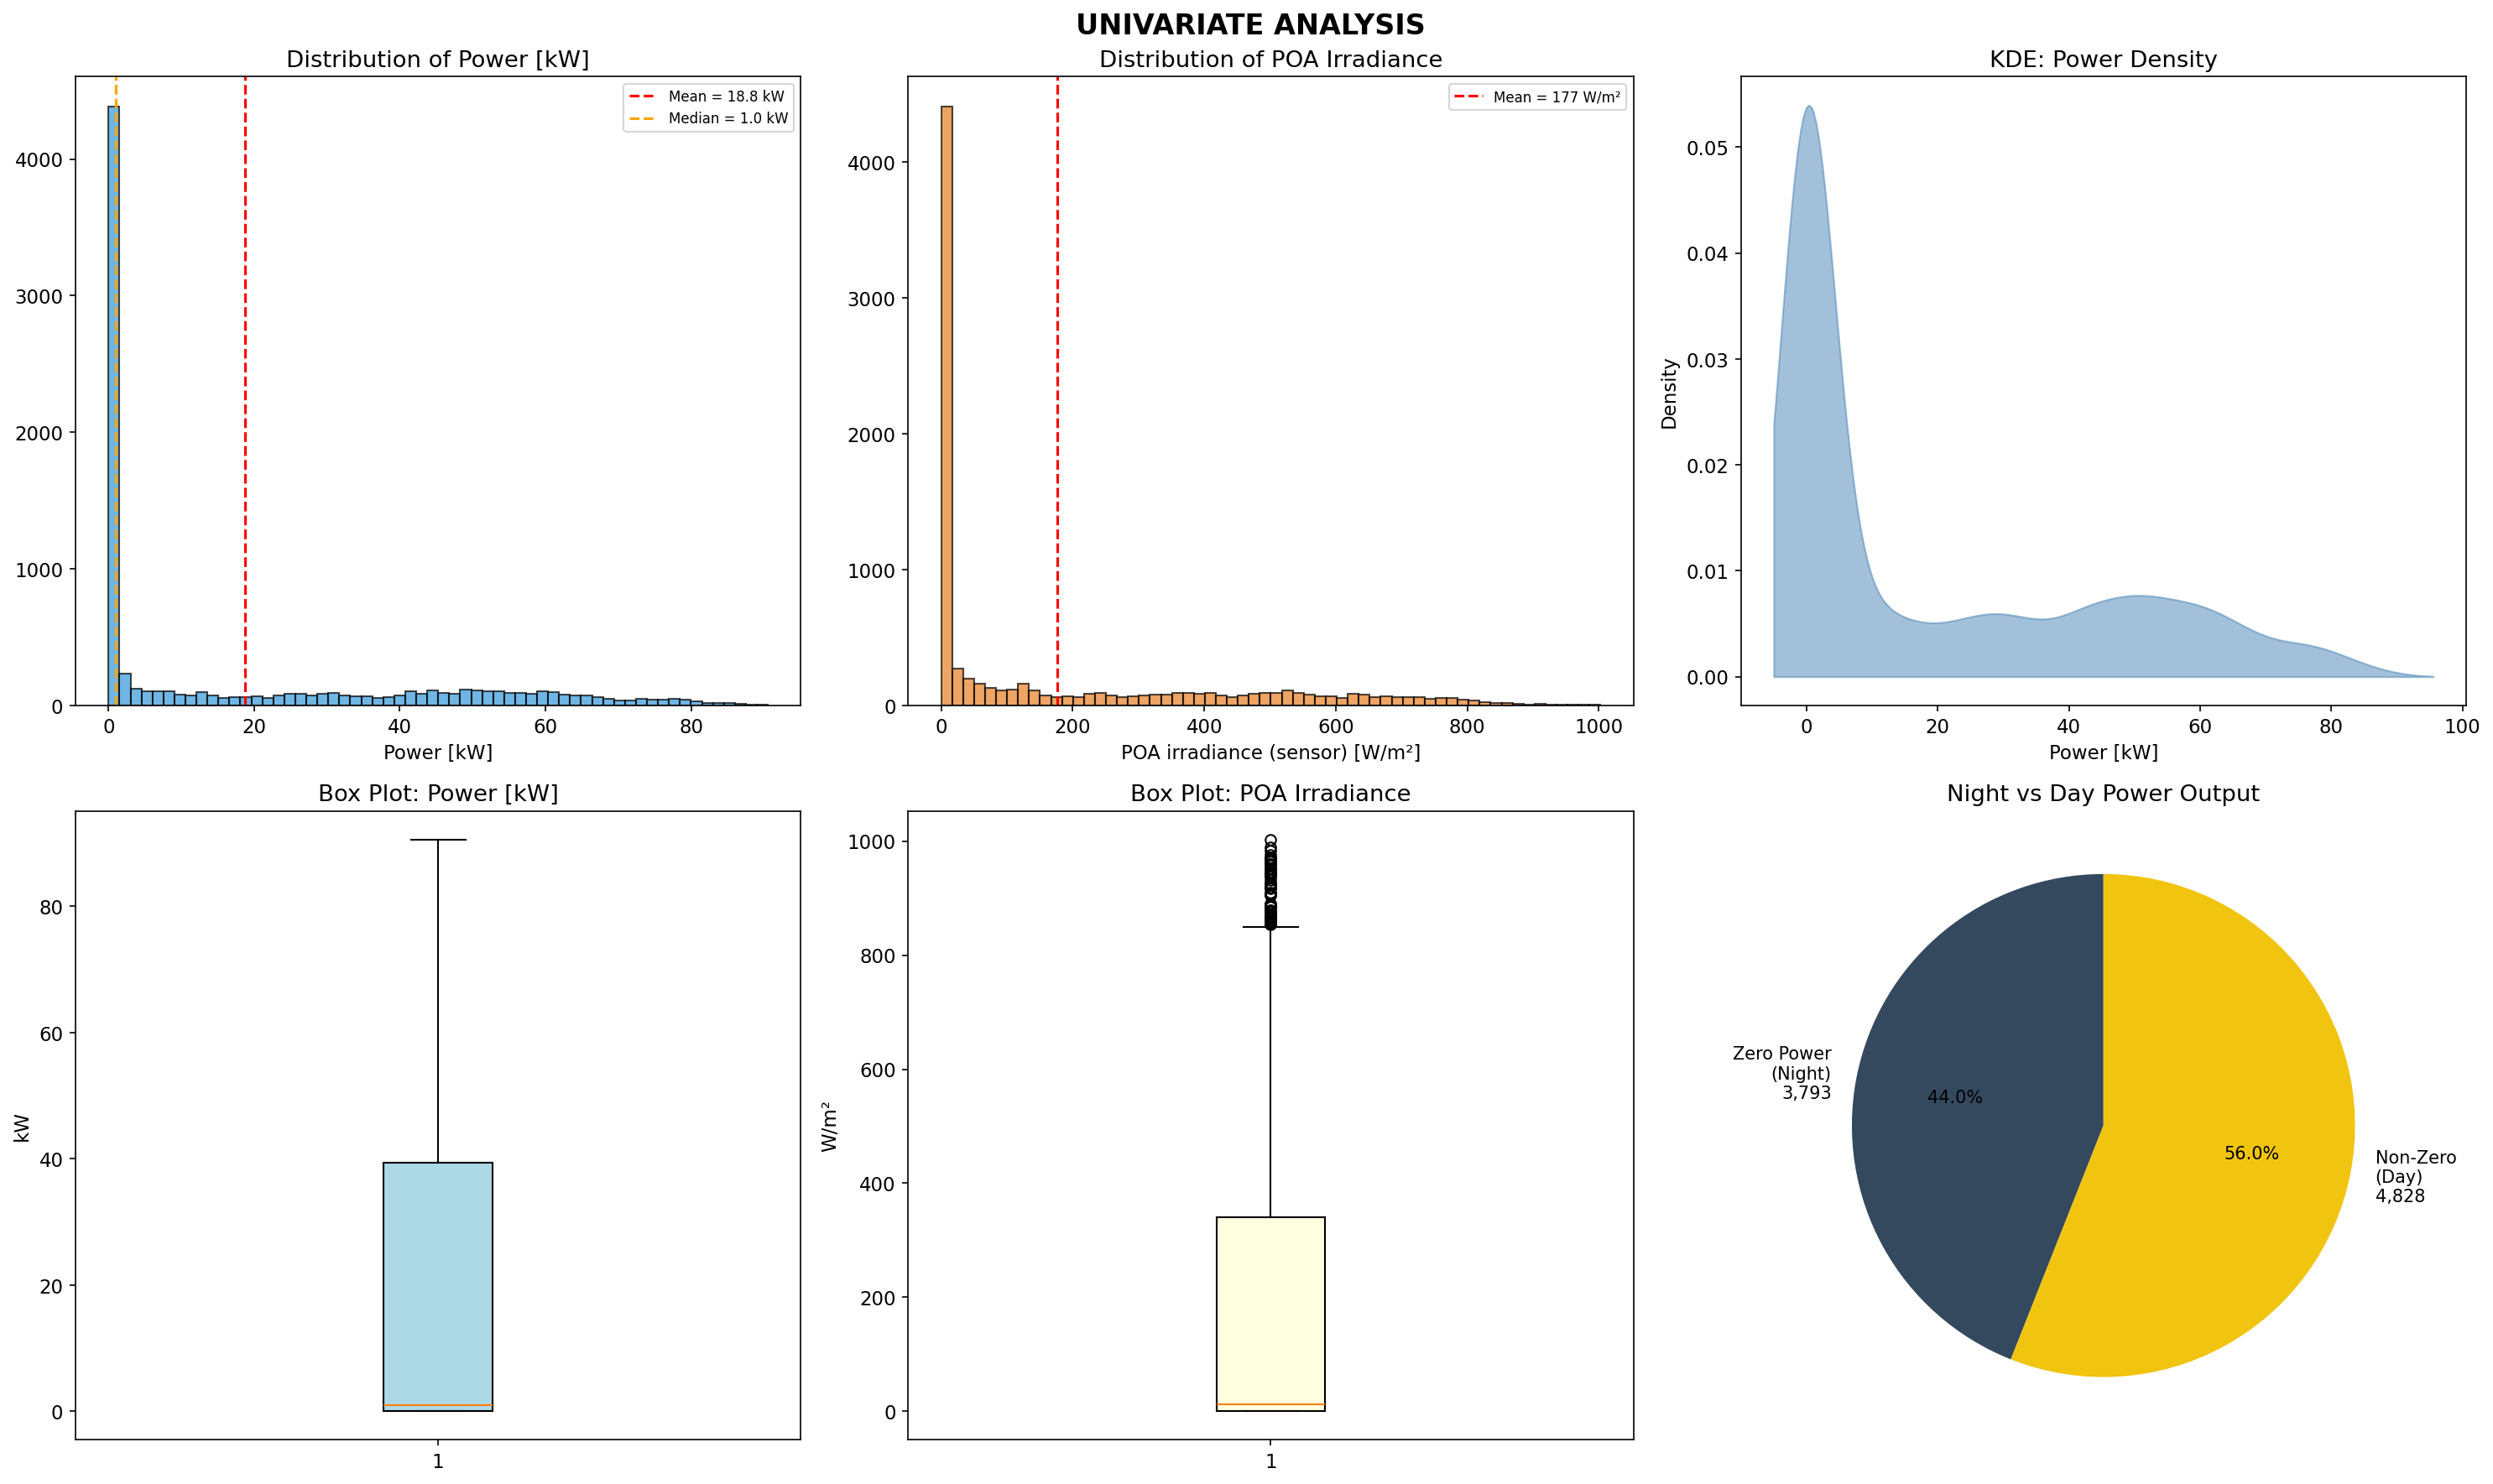 UNIVARIATE ANALYSIS
Distribution of Power [kW]
Mean = 18.8 kW
Median = 1.0 kW
4000
3000
2000
1000
0
0 20 40 60 80
Power [kW]
Distribution of POA Irradiance
Mean = 177 W/m²
4000
3000
2000
1000
0
0 200 400 600 800 1000
POA irradiance (sensor) [W/m²]
KDE: Power Density
Density
0.05
0.04
0.03
0.02
0.01
0.00
0 20 40 60 80 100
Power [kW]
Box Plot: Power [kW]
kW
80
60
40
20
0
1
Box Plot: POA Irradiance
W/m²
1000
800
600
400
200
0
1
Night vs Day Power Output
Zero Power
(Night)
3,793
44.0%
56.0%
Non-Zero
(Day)
4,828